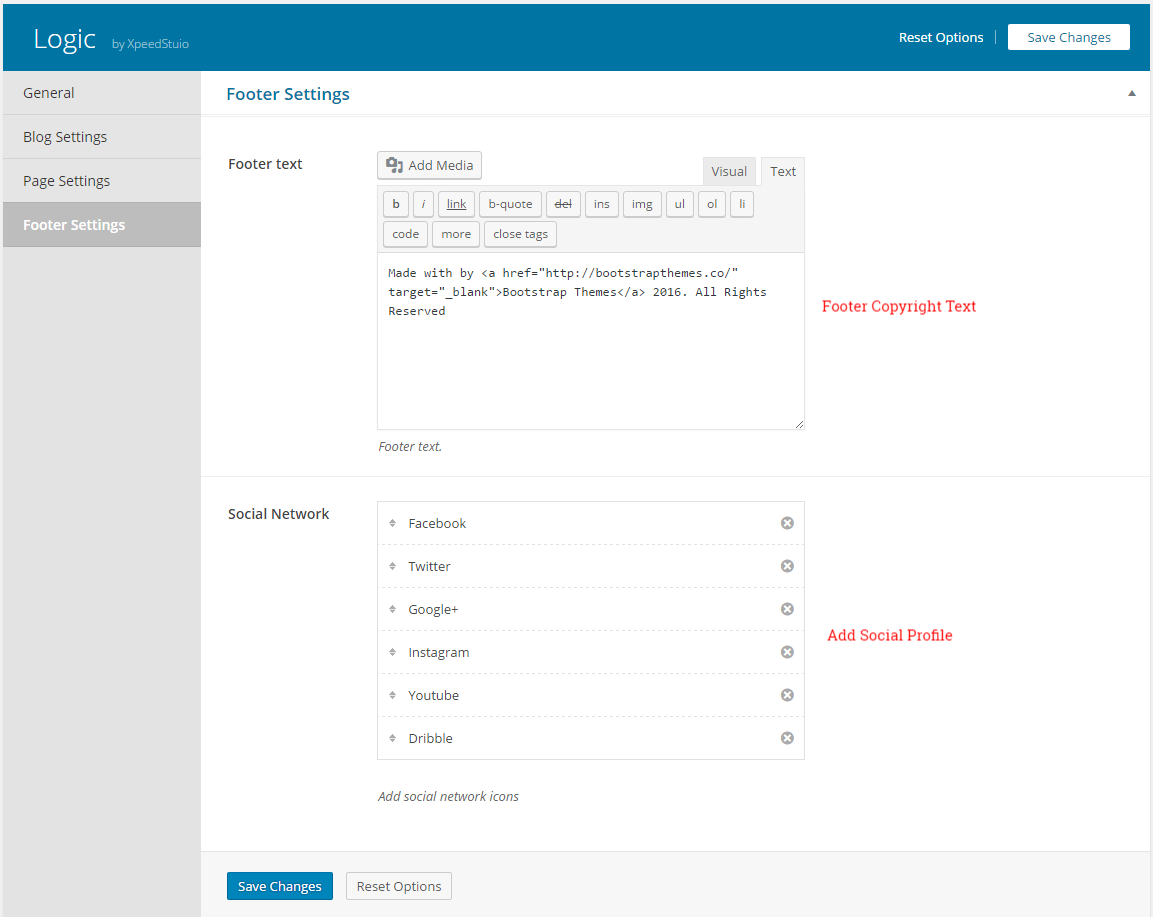 Logic by XpeedStuio
Reset Options
Save Changes
General
Blog Settings
Page Settings
Footer Settings
Footer Settings
Footer text
Add Media
Visual Text
b i link b-quote del ins img ul ol li
code more close tags
Made with by <a href="http://bootstrapthemes.co/"
target="_blank">Bootstrap Themes</a> 2016. All Rights
Reserved
Footer Copyright Text
Footer text.
Social Network
Facebook
Twitter
Google+
Instagram
Youtube
Dribble
Add Social Profile
Add social network icons
Save Changes Reset Options